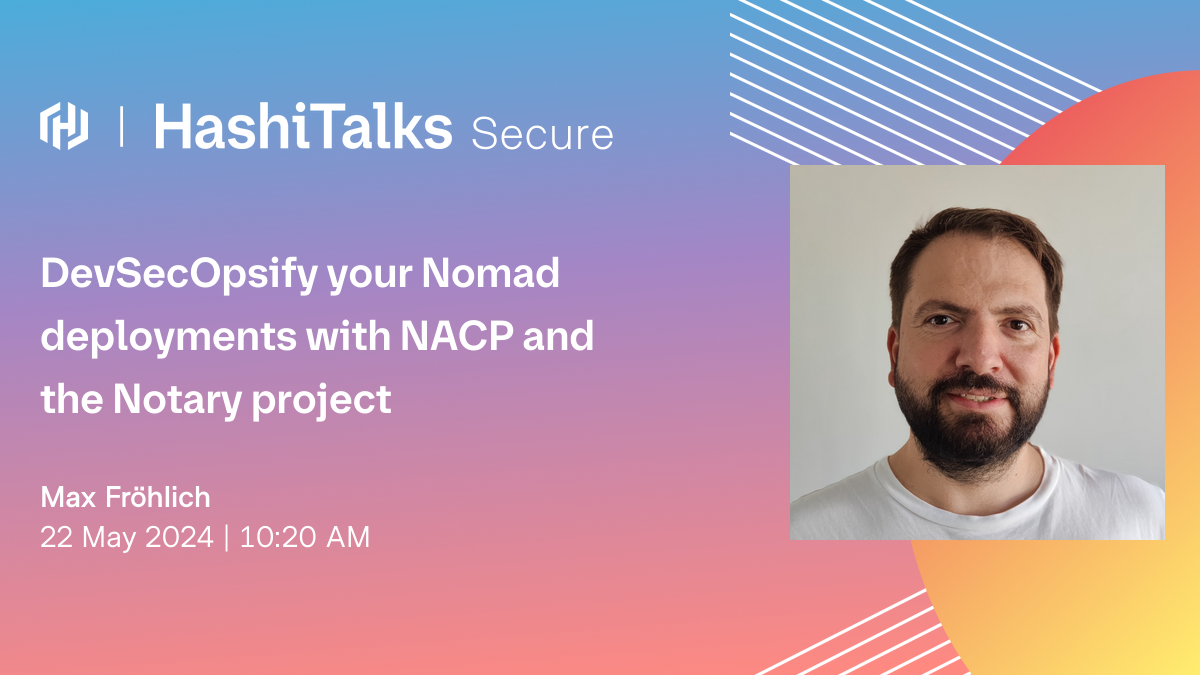 HashiTalks Secure
DevSecOpsify your Nomad
deployments with NACP and
the Notary project
Max Fröhlich
22 May 2024 | 10:20 AM